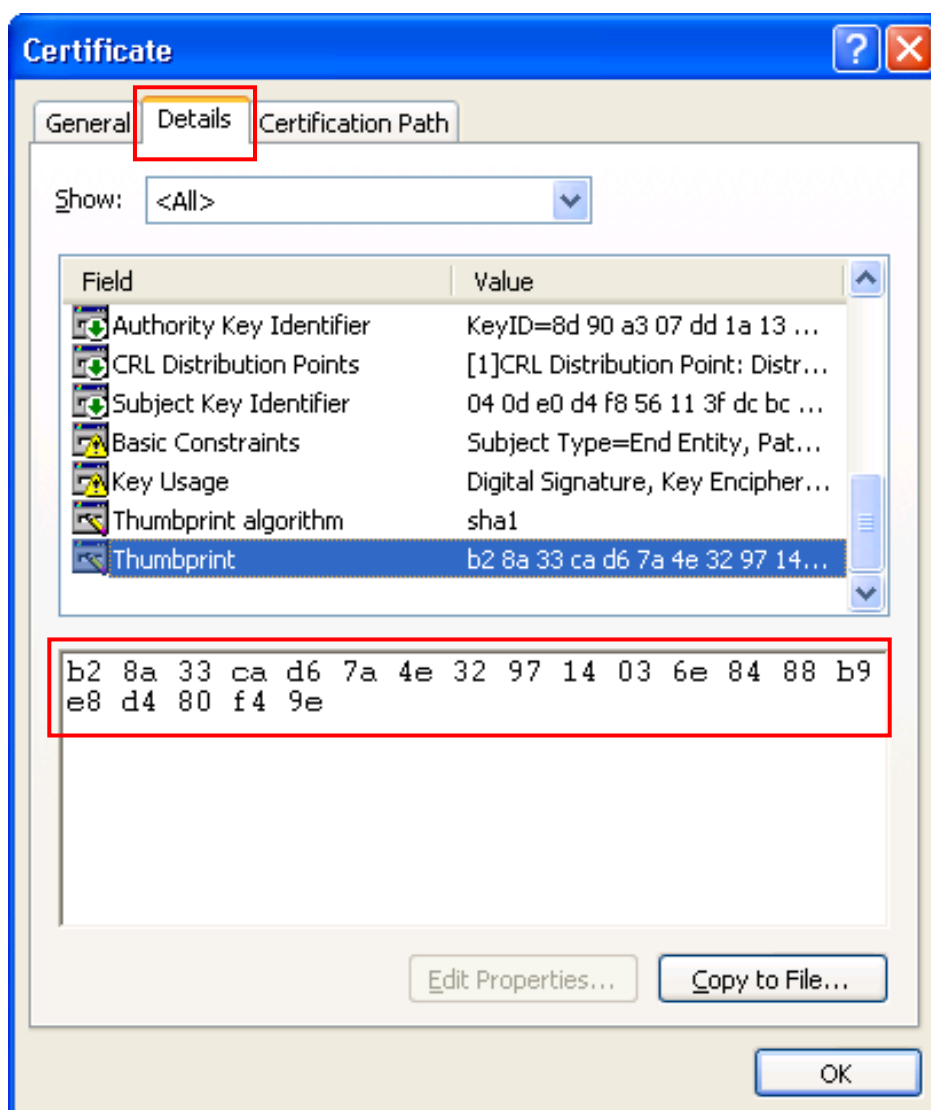 Certificate
General Details Certification Path
Show: <All>
Field Value
Authority Key Identifier KeyID=8d 90 a3 07 dd 1a 13 ...
CRL Distribution Points [1]CRL Distribution Point: Distr...
Subject Key Identifier 04 0d e0 d4 f8 56 11 3f dc bc ...
Basic Constraints Subject Type=End Entity, Pat...
Key Usage Digital Signature, Key Encipher...
Thumbprint algorithm sha1
Thumbprint b2 8a 33 ca d6 7a 4e 32 97 14...
b2 8a 33 ca d6 7a 4e 32 97 14 03 6e 84 88 b9
e8 d4 80 f4 9e
Edit Properties... Copy to File...
OK